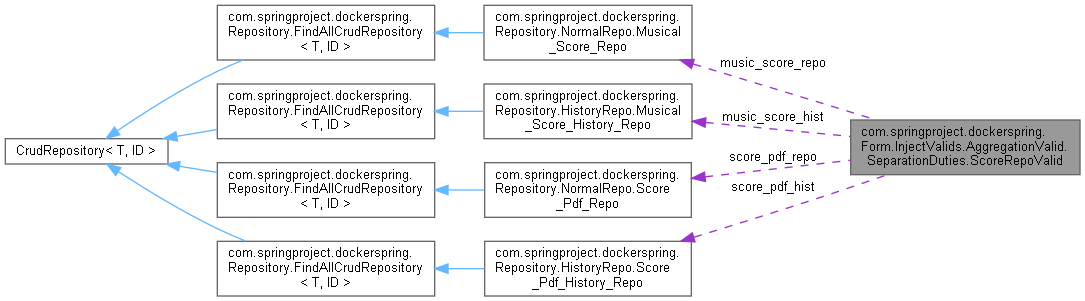 com.springproject.dockerspring.
Repository.FindAllCrudRepository
< T, ID >
com.springproject.dockerspring.
Repository.NormalRepo.Musical
_Score_Repo
music_score_repo
com.springproject.dockerspring.
Repository.FindAllCrudRepository
< T, ID >
com.springproject.dockerspring.
Repository.HistoryRepo.Musical
_Score_History_Repo
music_score_hist
CrudRepository< T, ID >
com.springproject.dockerspring.
Form.InjectValids.AggregationValid.
SeparationDuties.ScoreRepoValid
com.springproject.dockerspring.
Repository.FindAllCrudRepository
< T, ID >
com.springproject.dockerspring.
Repository.NormalRepo.Score
_Pdf_Repo
score_pdf_repo
score_pdf_hist
com.springproject.dockerspring.
Repository.FindAllCrudRepository
< T, ID >
com.springproject.dockerspring.
Repository.HistoryRepo.Score
_Pdf_History_Repo